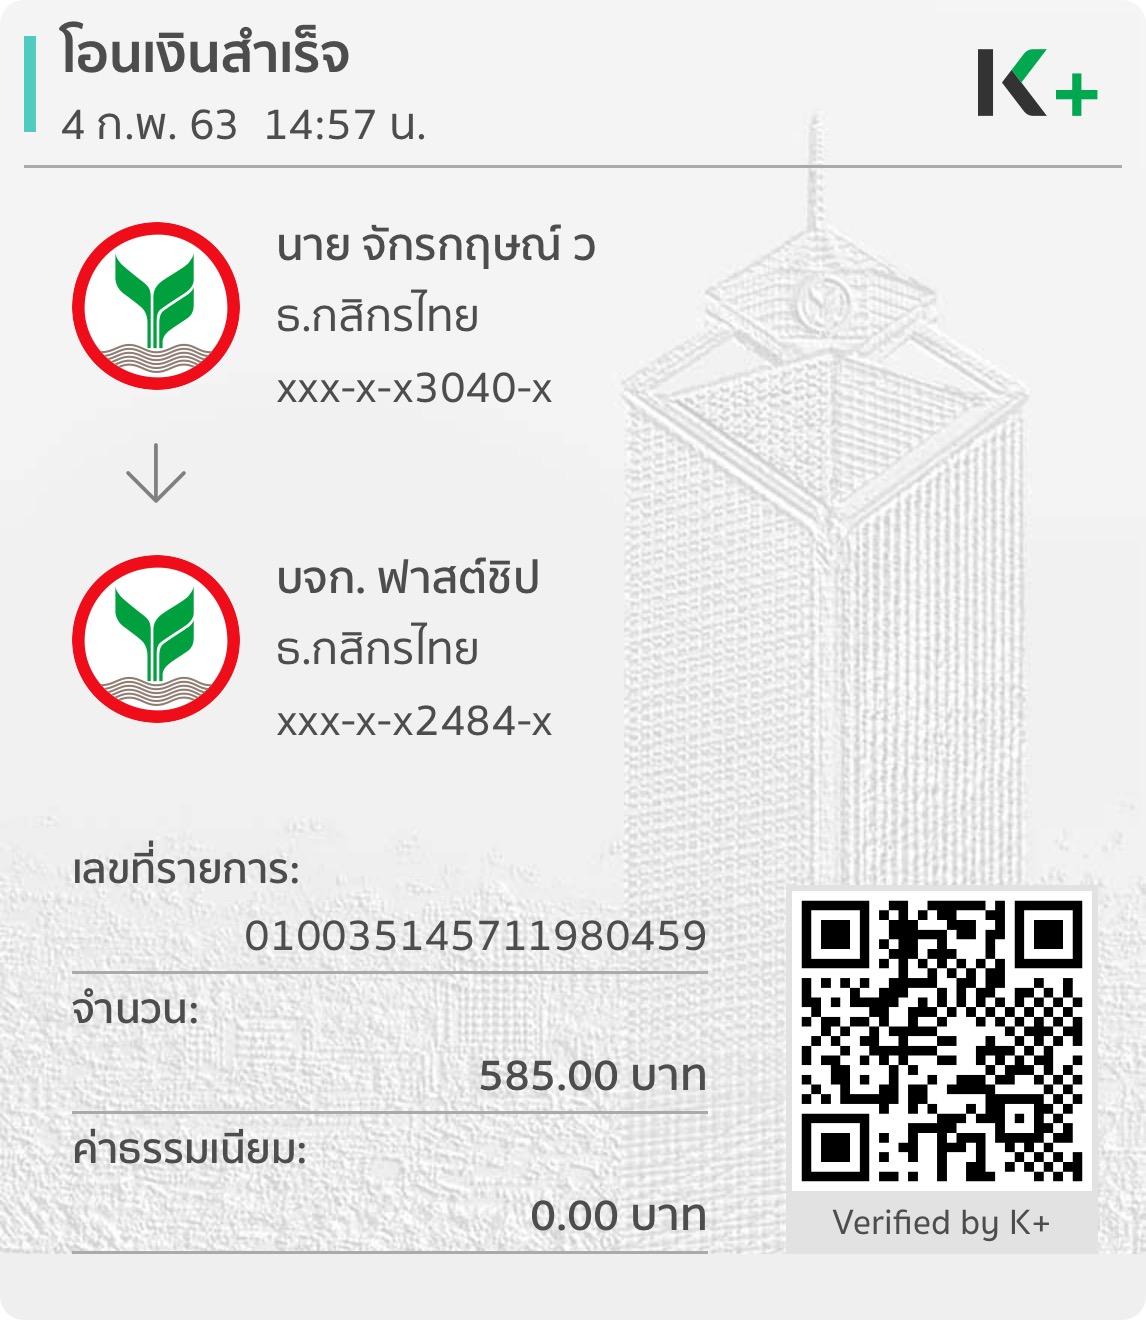 โอนเงินสำเร็จ
4 ก.พ. 63 14:57 น.
K+
นาย จักรกฤษณ์ ว
ธ.กสิกรไทย
xxx-x-x3040-x
บจก. ฟาสต์ชิป
ธ.กสิกรไทย
xxx-x-x2484-x
เลขที่รายการ:
010035145711980459
จำนวน:
585.00 บาท
ค่าธรรมเนียม:
0.00 บาท
Verified by K+